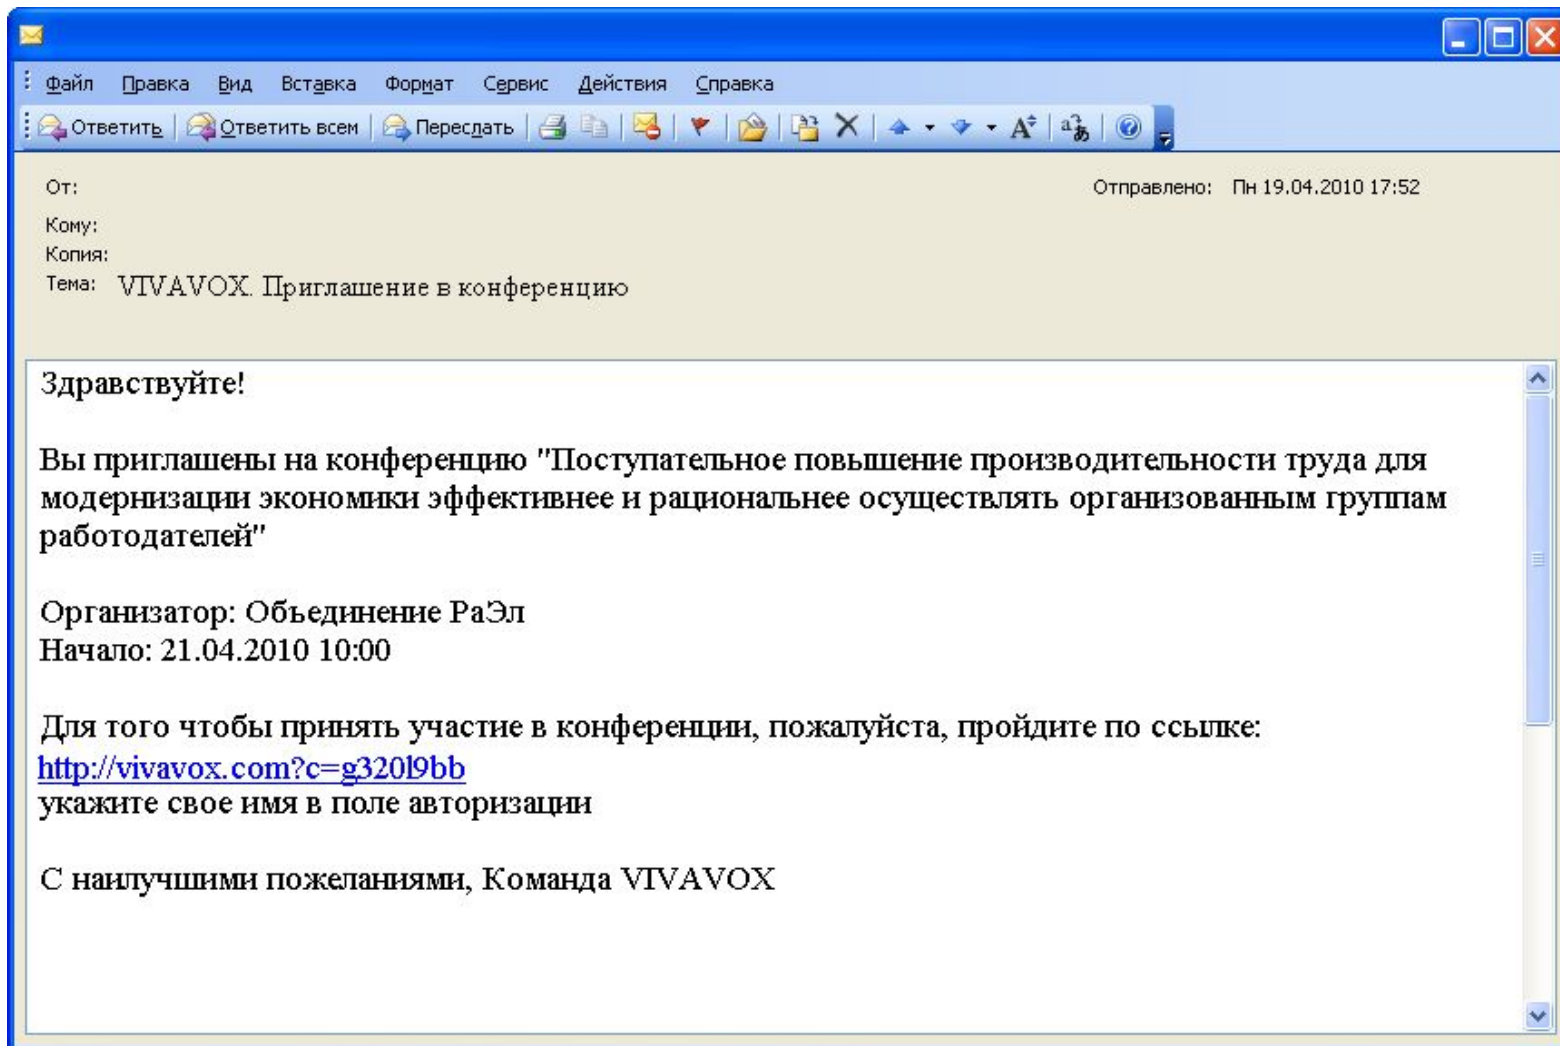 Файл Правка Вид Вставка Формат Сервис Действия Справка
Ответить Ответить всем Переслать
От:
Отправлено: Пн 19.04.2010 17:52
Кому:
Копия:
Тема: VIVAVOX. Приглашение в конференцию
Здравствуйте!
Вы приглашены на конференцию "Поступательное повышение производительности труда для
модернизации экономики эффективнее и рациональнее осуществлять организованным группам
работодателей"
Организатор: Объединение РаЭл
Начало: 21.04.2010 10:00
Для того чтобы принять участие в конференции, пожалуйста, пройдите по ссылке:
http://vivavox.com?c=g320l9bb
укажите свое имя в поле авторизации
С наилучшими пожеланиями, Команда VIVAVOX